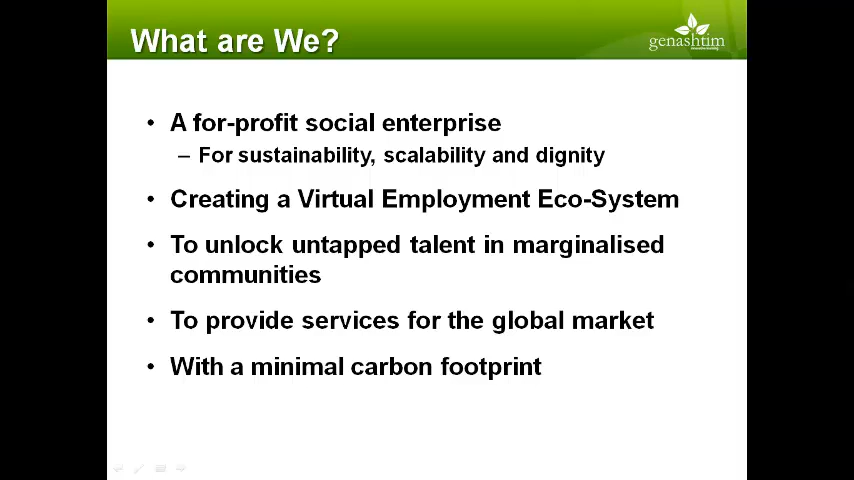 What are We?
genashtim
• A for-profit social enterprise
– For sustainability, scalability and dignity
• Creating a Virtual Employment Eco-System
• To unlock untapped talent in marginalised
communities
• To provide services for the global market
• With a minimal carbon footprint